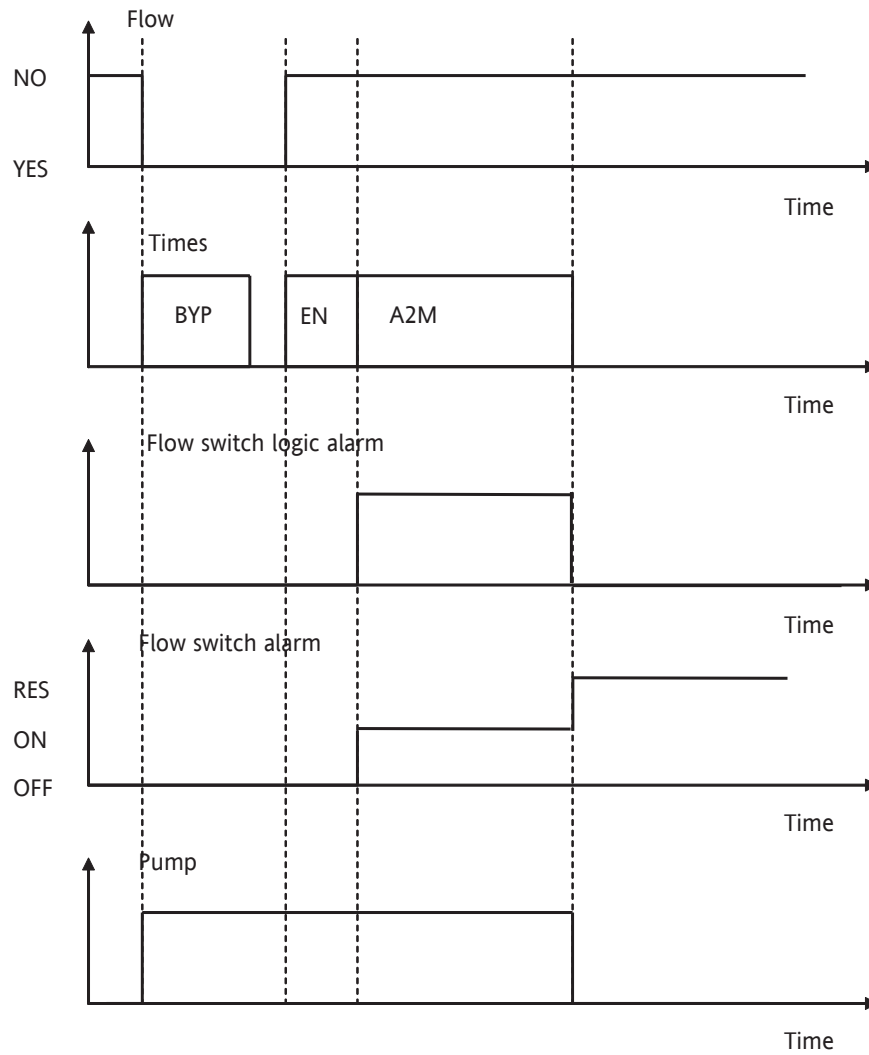 Flow
NO
YES
Time
Times
BYP
EN
A2M
Time
Flow switch logic alarm
Time
Flow switch alarm
RES
ON
OFF
Time
Pump
Time